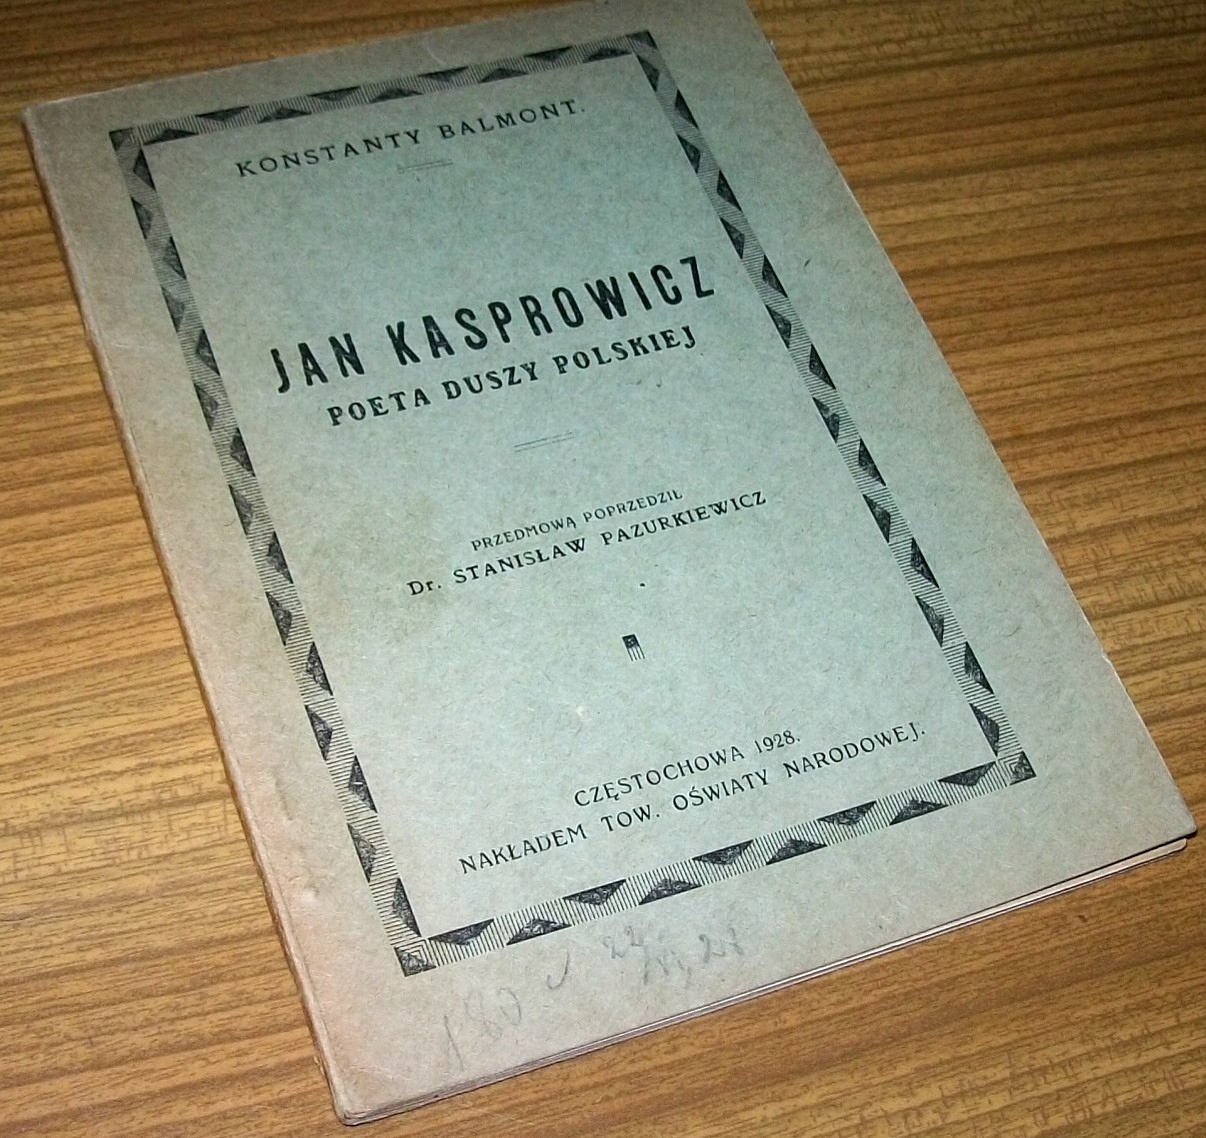 KONSTANTY BALMONT.
JAN KASPROWICZ
POETA DUSZY POLSKIEJ
PRZEDMOWĄ POPRZEDZIŁ
Dr. STANISŁAW PAZURKIEWICZ
CZĘSTOCHOWA 1928.
NAKŁADEM TOW. OŚWIATY NARODOWEJ.